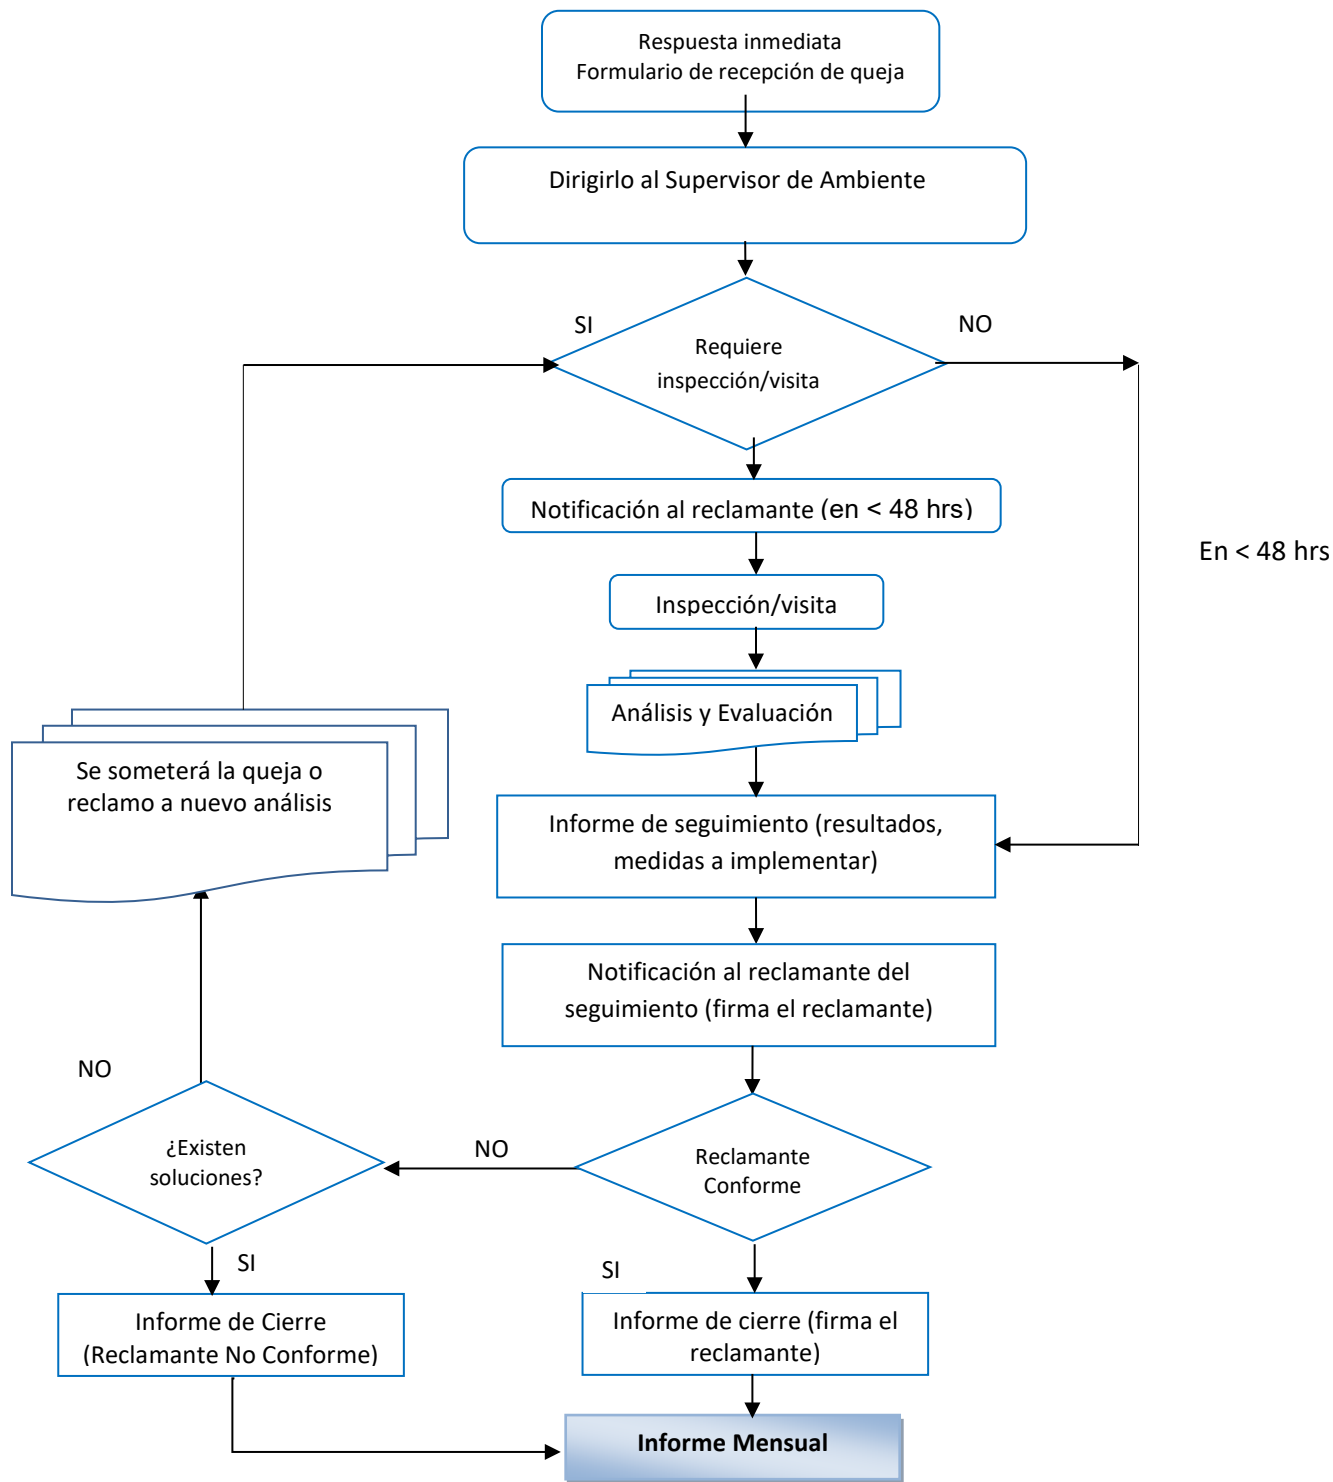 Respuesta inmediata
Formulario de recepción de queja
Dirigirlo al Supervisor de Ambiente
SI
NO
Requiere
inspección/visita
Notificación al reclamante (en < 48 hrs)
En < 48 hrs
Inspección/visita
Análisis y Evaluación
Se someterá la queja o
reclamo a nuevo análisis
Informe de seguimiento (resultados,
medidas a implementar)
Notificación al reclamante del
seguimiento (firma el reclamante)
NO
¿Existen
soluciones?
NO
Reclamante
Conforme
SI
SI
Informe de Cierre
(Reclamante No Conforme)
Informe de cierre (firma el
reclamante)
Informe Mensual